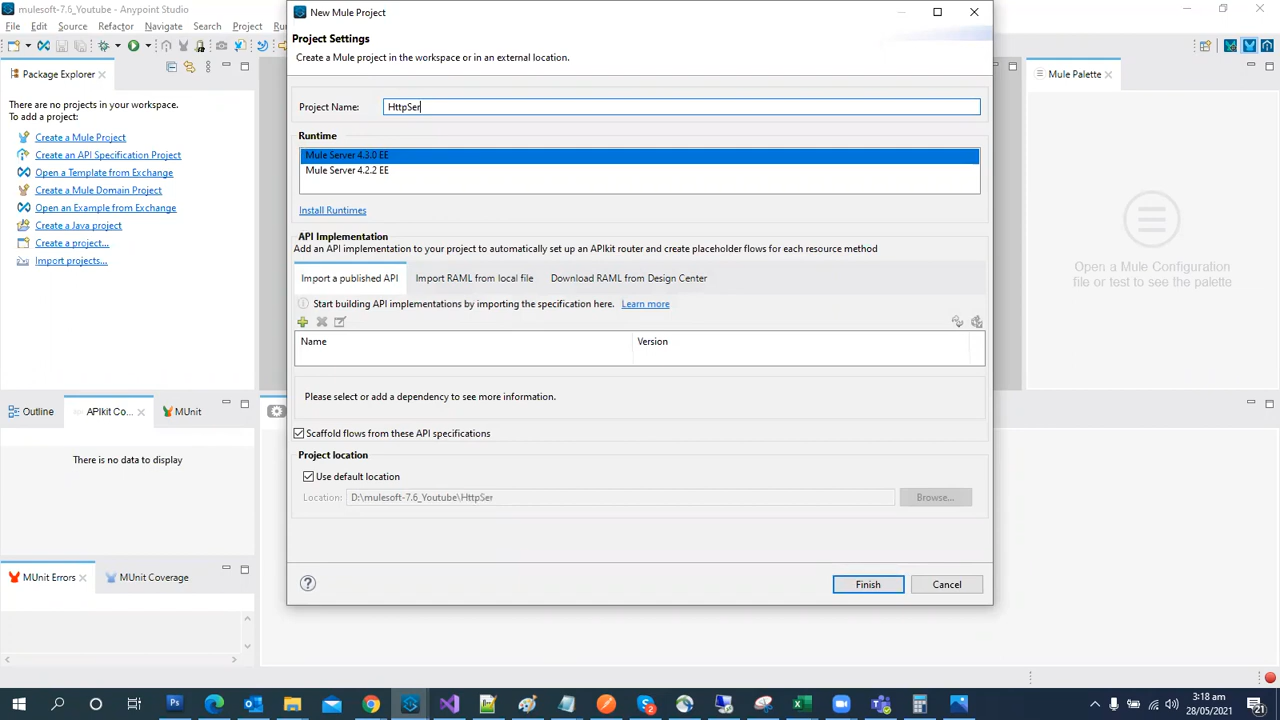 mulesoft-7.6_Youtube - Anypoint Studio
New Mule Project
File Edit Source Refactor Navigate Search Project Ru
Project Settings
Create a Mule project in the workspace or in an external location.
Package Explorer
Mule Palette
There are no projects in your workspace.
To add a project:
Create a Mule Project
Create an API Specification Project
Open a Template from Exchange
Create a Mule Domain Project
Open an Example from Exchange
Create a Java project
Create a project...
Import projects...
Project Name: HttpSer
Runtime
Mule Server 4.3.0 EE
Mule Server 4.2.2 EE
Install Runtimes
API Implementation
Add an API implementation to your project to automatically set up an APIkit router and create placeholder flows for each resource method
Import a published API Import RAML from local file Download RAML from Design Center
Start building API implementations by importing the specification here. Learn more
Name Version
Please select or add a dependency to see more information.
Scaffold flows from these API specifications
Project location
Use default location
Location: D:\mulesoft-7.6_Youtube\HttpSer Browse...
Finish Cancel
Open a Mule Configuration
file or test to see the palette
Outline APIkit Co... MUnit
There is no data to display
MUnit Errors MUnit Coverage
3:18 am
28/05/2021
21